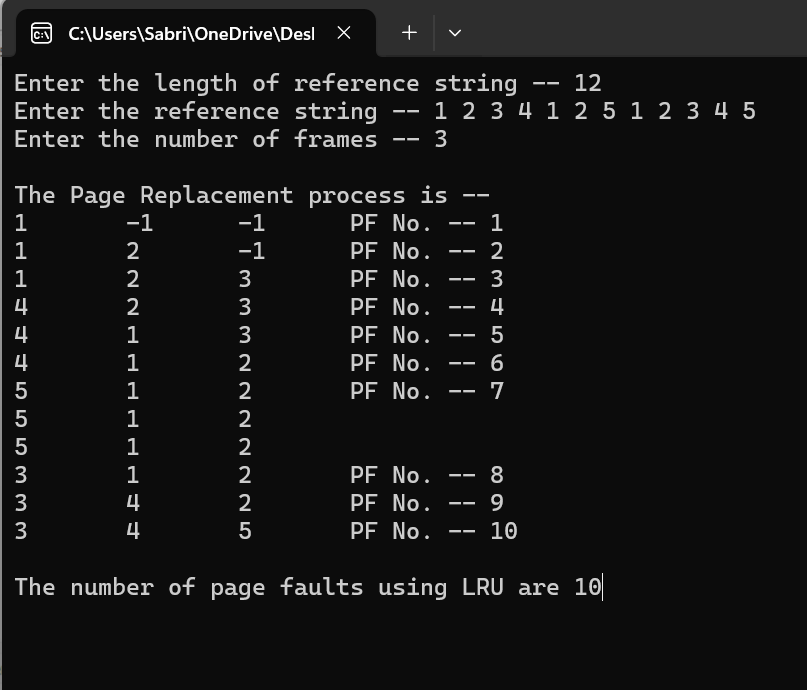 C:\Users\Sabri\OneDrive\Desl
Enter the length of reference string -- 12
Enter the reference string -- 1 2 3 4 1 2 5 1 2 3 4 5
Enter the number of frames -- 3
The Page Replacement process is --
1 -1 -1 PF No. -- 1
1 2 -1 PF No. -- 2
1 2 3 PF No. -- 3
4 2 3 PF No. -- 4
4 1 3 PF No. -- 5
4 1 2 PF No. -- 6
5 1 2 PF No. -- 7
5 1 2
5 1 2
3 1 2 PF No. -- 8
3 4 2 PF No. -- 9
3 4 5 PF No. -- 10
The number of page faults using LRU are 10